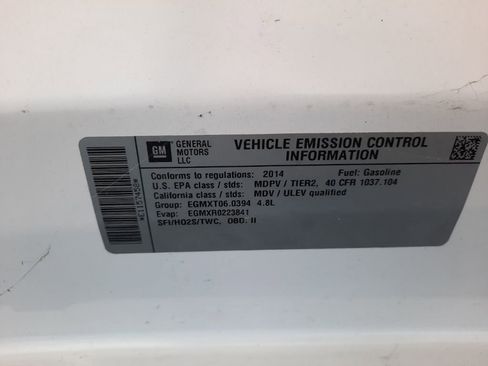 GM
GENERAL
MOTORS
LLC
VEHICLE EMISSION CONTROL
INFORMATION
Conforms to regulations: 2014 Fuel: Gasoline
U.S. EPA class / stds: MDPV / TIER2, 40 CFR 1037.104
California class / stds: MDV / ULEV qualified
Group: EGMXT06.0394 4.8L
Evap: EGMXR0223841
SFI/HO2S/TWC, OBD. II